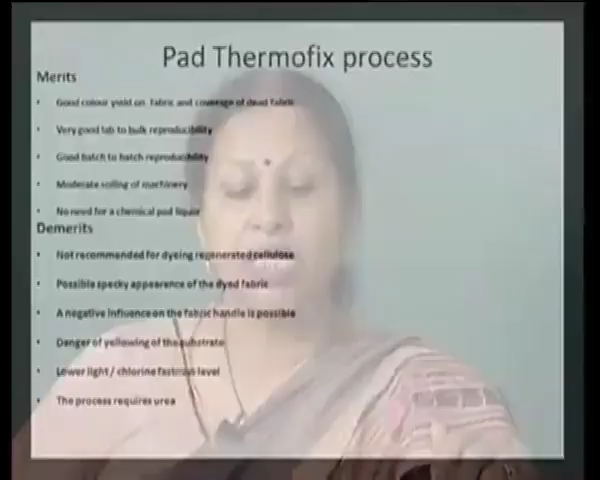 Pad Thermofix process
Merits
• Good colour yield on fabric and coverage of dead fabric
• Very good lab to bulk reproducibility
• Good batch to batch reproducibility
• Moderate soiling of machinery
• No need for a chemical pad liquor
Demerits
• Not recommended for dyeing regenerated cellulose
• Possible specky appearance of the dyed fabric
• A negative influence on the fabric handle is possible
• Danger of yellowing of the substrate
• Lower light / chlorine fastness level
• The process requires urea